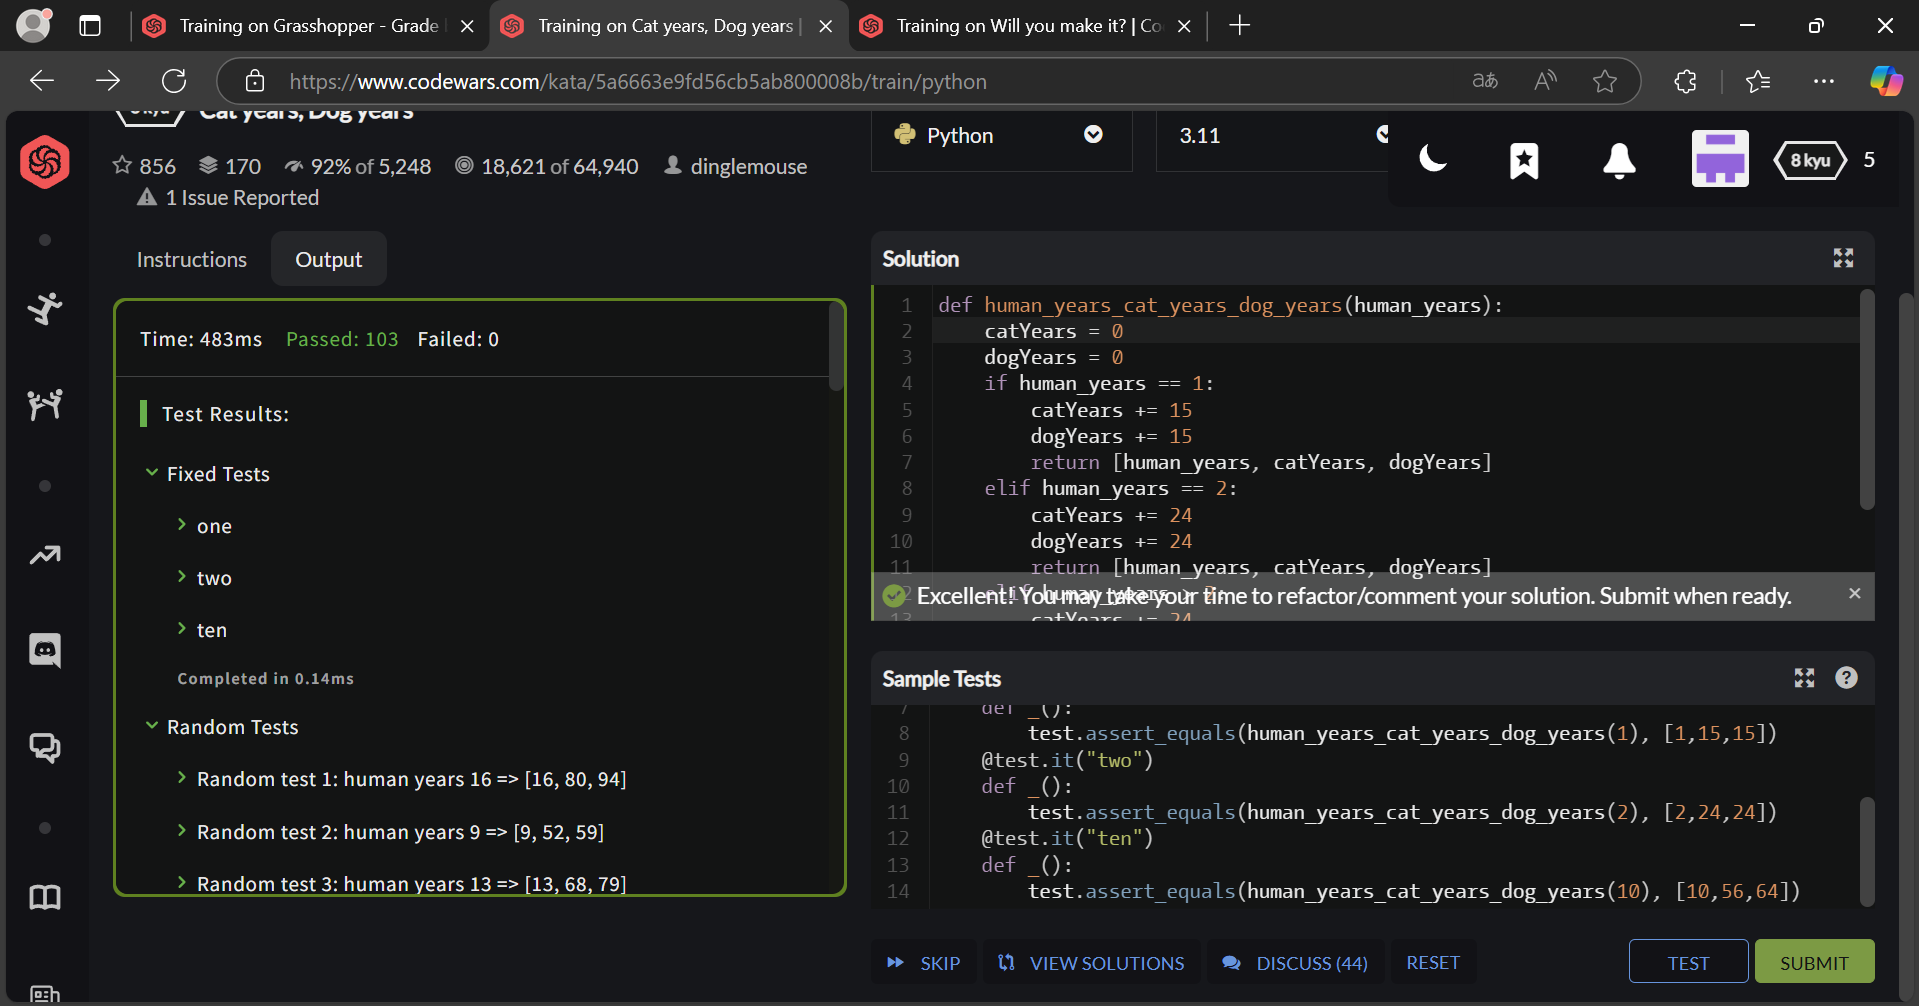 Training on Grasshopper - Grade
Training on Cat years, Dog years |
Training on Will you make it? | Co
https://www.codewars.com/kata/5a6663e9fd56cb5ab800008b/train/python
Cat years, Dog years
856
170
92% of 5,248
18,621 of 64,940
dinglemouse
1 Issue Reported
Python
3.11
8 kyu
5
Instructions
Output
Time: 483ms Passed: 103 Failed: 0
Test Results:
Fixed Tests
one
two
ten
Completed in 0.14ms
Random Tests
Random test 1: human years 16 => [16, 80, 94]
Random test 2: human years 9 => [9, 52, 59]
Random test 3: human years 13 => [13, 68, 79]
Solution
1 def human_years_cat_years_dog_years(human_years):
2 catYears = 0
3 dogYears = 0
4 if human_years == 1:
5 catYears += 15
6 dogYears += 15
7 return [human_years, catYears, dogYears]
8 elif human_years == 2:
9 catYears += 24
10 dogYears += 24
11 return [human_years, catYears, dogYears]
Excellent! You may take your time to refactor/comment your solution. Submit when ready.
13 catYears += 24
Sample Tests
7 def _():
8 test.assert_equals(human_years_cat_years_dog_years(1), [1,15,15])
9 @test.it("two")
10 def _():
11 test.assert_equals(human_years_cat_years_dog_years(2), [2,24,24])
12 @test.it("ten")
13 def _():
14 test.assert_equals(human_years_cat_years_dog_years(10), [10,56,64])
SKIP
VIEW SOLUTIONS
DISCUSS (44)
RESET
TEST
SUBMIT